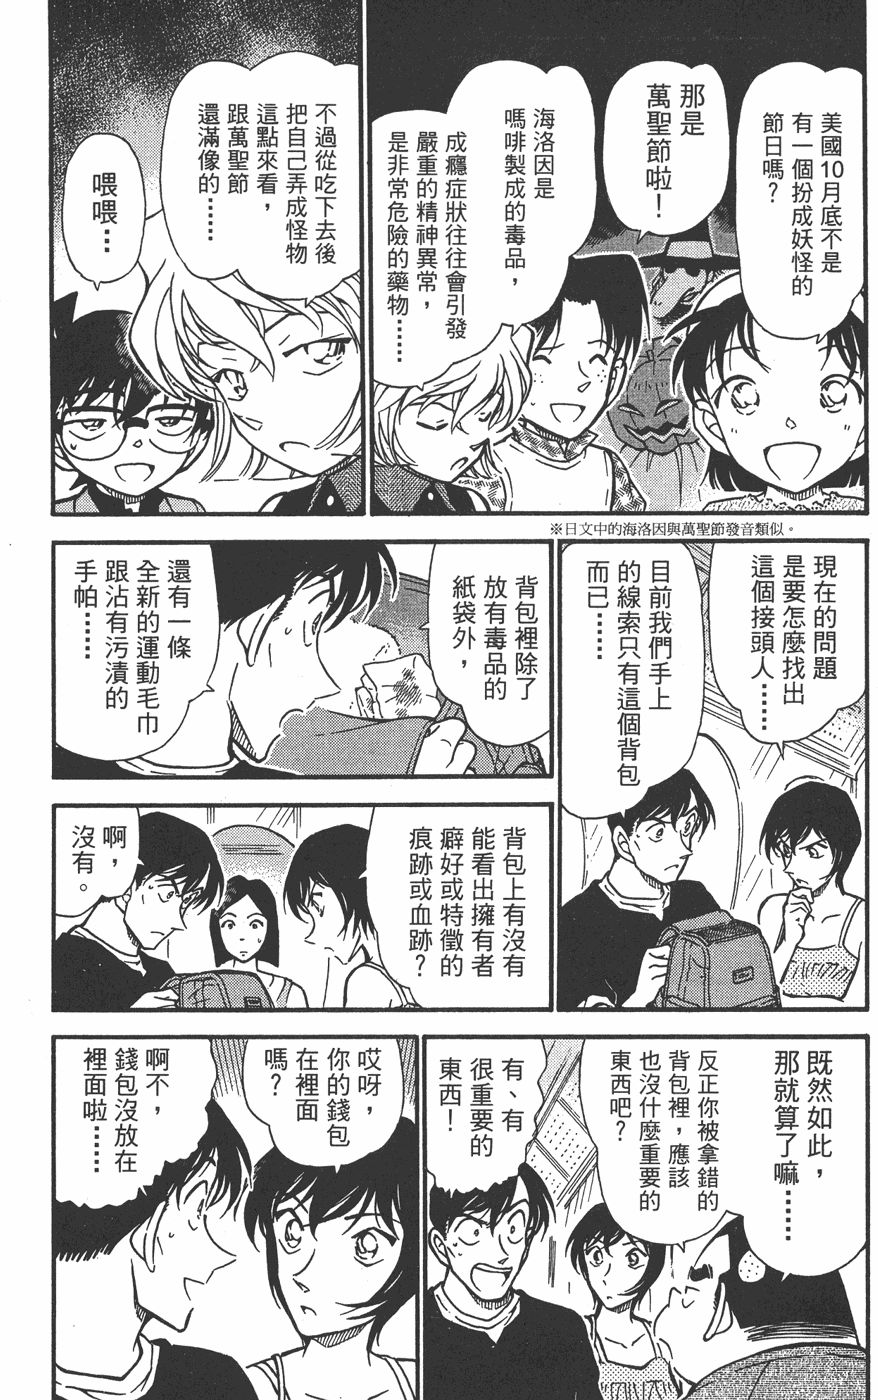 美國10月底不是
有一個扮成妖怪的
節日嗎？
那是
萬聖節啦！
海洛因是
嗎啡製成的毒品，
成癮症狀往往會引發
嚴重的精神異常，
是非常危險的藥物……
不過從吃下去後
把自己弄成怪物
這點來看，
跟萬聖節
還滿像的……
喂喂…
※日文中的海洛因與萬聖節發音類似。
現在的問題
是要怎麼找出
這個接頭人……
目前我們手上
的線索只有這個背包
而已……
背包裡除了
放有毒品的
紙袋外，
還有一條
全新的運動毛巾
跟沾有污漬的
手帕……
背包上有沒有
能看出擁有者
癖好或特徵的
痕跡或血跡？
啊，
沒有。
既然如此，
那就算了嘛……
反正你被拿錯的
背包裡，應該
也沒什麼重要的
東西吧？
有、有
很重要的
東西！
哎呀，
你的錢包
在裡面
嗎？
啊不，
錢包沒放在
裡面啦……